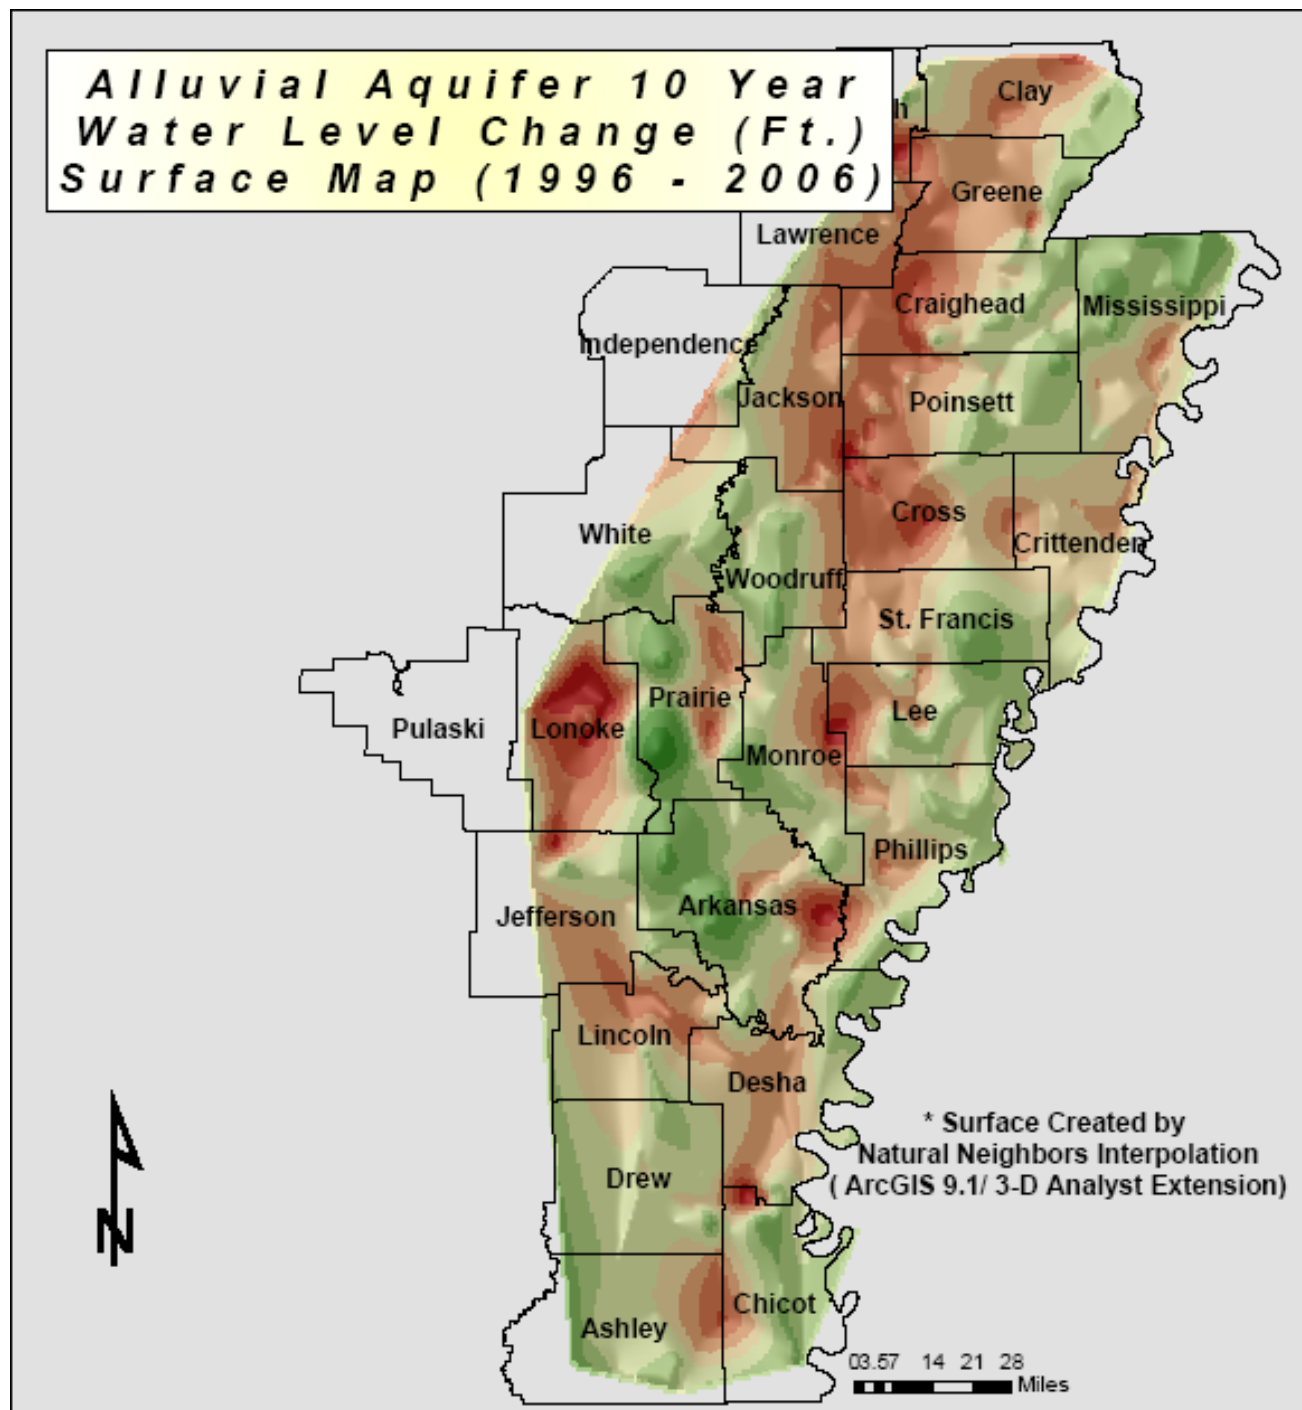 Alluvial Aquifer 10 Year
Water Level Change (Ft.)
Surface Map (1996 - 2006)
Clay
h
Greene
Lawrence
Craighead
Mississippi
Independence
Jackson
Poinsett
Cross
White
Crittenden
Woodruff
St. Francis
Prairie
Lee
Pulaski
Lonoke
Monroe
Phillips
Arkansas
Jefferson
Lincoln
Desha
* Surface Created by
Natural Neighbors Interpolation
( ArcGIS 9.1/ 3-D Analyst Extension)
Drew
N
Chicot
Ashley
03.57 14 21 28
Miles